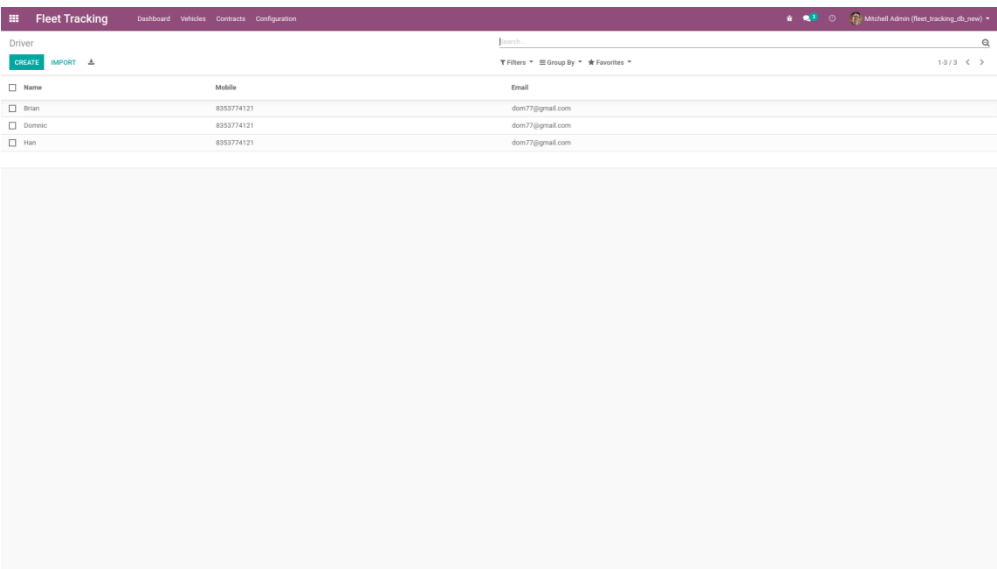 Fleet Tracking Dashboard Vehicles Contracts Configuration 3 Mitchell Admin (fleet_tracking_db_new)
Driver Search...
CREATE IMPORT Filters Group By Favorites 1-3 / 3
Name Mobile Email
Brian 8353774121 dom77@gmail.com
Domnic 8353774121 dom77@gmail.com
Han 8353774121 dom77@gmail.com